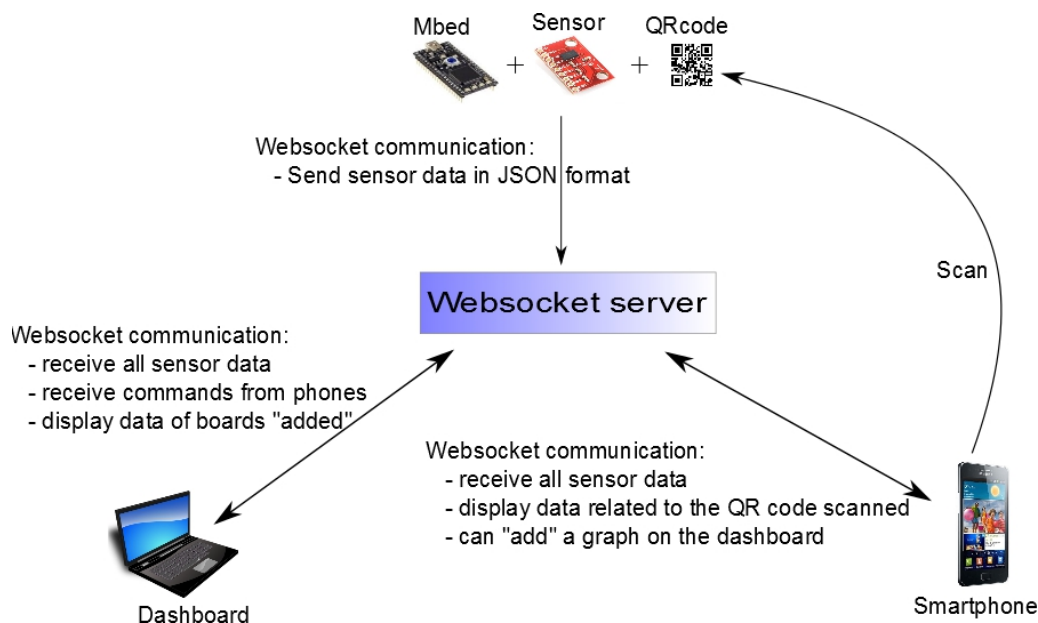 Mbed
Sensor
QRcode
+
+
Websocket communication:
- Send sensor data in JSON format
Scan
Websocket server
Websocket communication:
- receive all sensor data
- receive commands from phones
- display data of boards "added"
Websocket communication:
- receive all sensor data
- display data related to the QR code scanned
- can "add" a graph on the dashboard
Dashboard
Smartphone